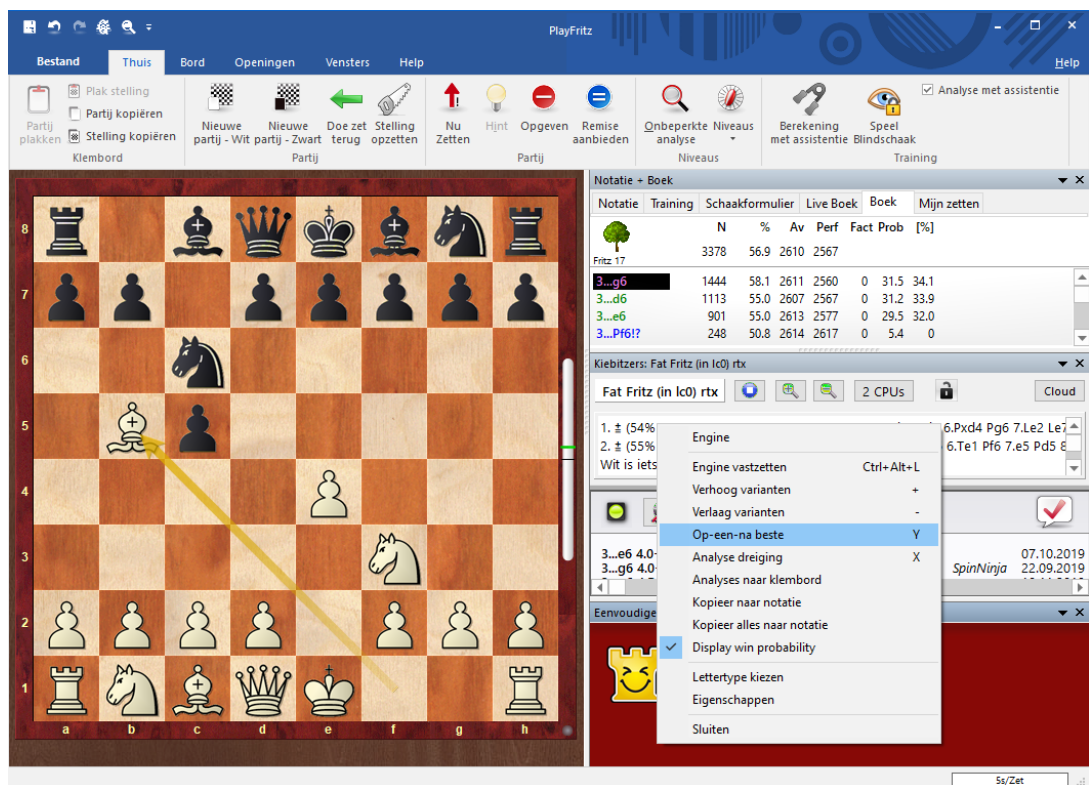 PlayFritz
Bestand Thuis Bord Openingen Vensters Help
Help
Partij plakken
Plak stelling
Partij kopiëren
Stelling kopiëren
Klembord
Nieuwe partij - Wit
Nieuwe partij - Zwart
Doe zet terug
Stelling opzetten
Partij
Nu Zetten
Hint
Opgeven
Remise aanbieden
Partij
Onbeperkte analyse
Niveaus
Niveaus
Berekening met assistentie
Speel Blindschaak
Analyse met assistentie
Training
8
7
6
5
4
3
2
1
a b c d e f g h
Notatie + Boek
Notatie Training Schaakformulier Live Boek Boek Mijn zetten
N % Av Perf Fact Prob [%]
Fritz 17
3378 56.9 2610 2567
3...g6 1444 58.1 2611 2560 0 31.5 34.1
3...d6 1113 55.0 2607 2567 0 31.2 33.9
3...e6 901 55.0 2613 2577 0 29.5 32.0
3...Pf6!? 248 50.8 2614 2617 0 5.4 0
Kiebitzers: Fat Fritz (in lc0) rtx
Fat Fritz (in lc0) rtx 2 CPUs Cloud
1. ± (54% 6.Pxd4 Pg6 7.Le2 Le7
2. ± (55% 6.Te1 Pf6 7.e5 Pd5
Wit is iets
3...e6 4.0- 07.10.2019
3...g6 4.0- SpinNinja 22.09.2019
Eenvoudige
Engine
Engine vastzetten Ctrl+Alt+L
Verhoog varianten +
Verlaag varianten -
Op-een-na beste Y
Analyse dreiging X
Analyses naar klembord
Kopieer naar notatie
Kopieer alles naar notatie
Display win probability
Lettertype kiezen
Eigenschappen
Sluiten
5s/Zet